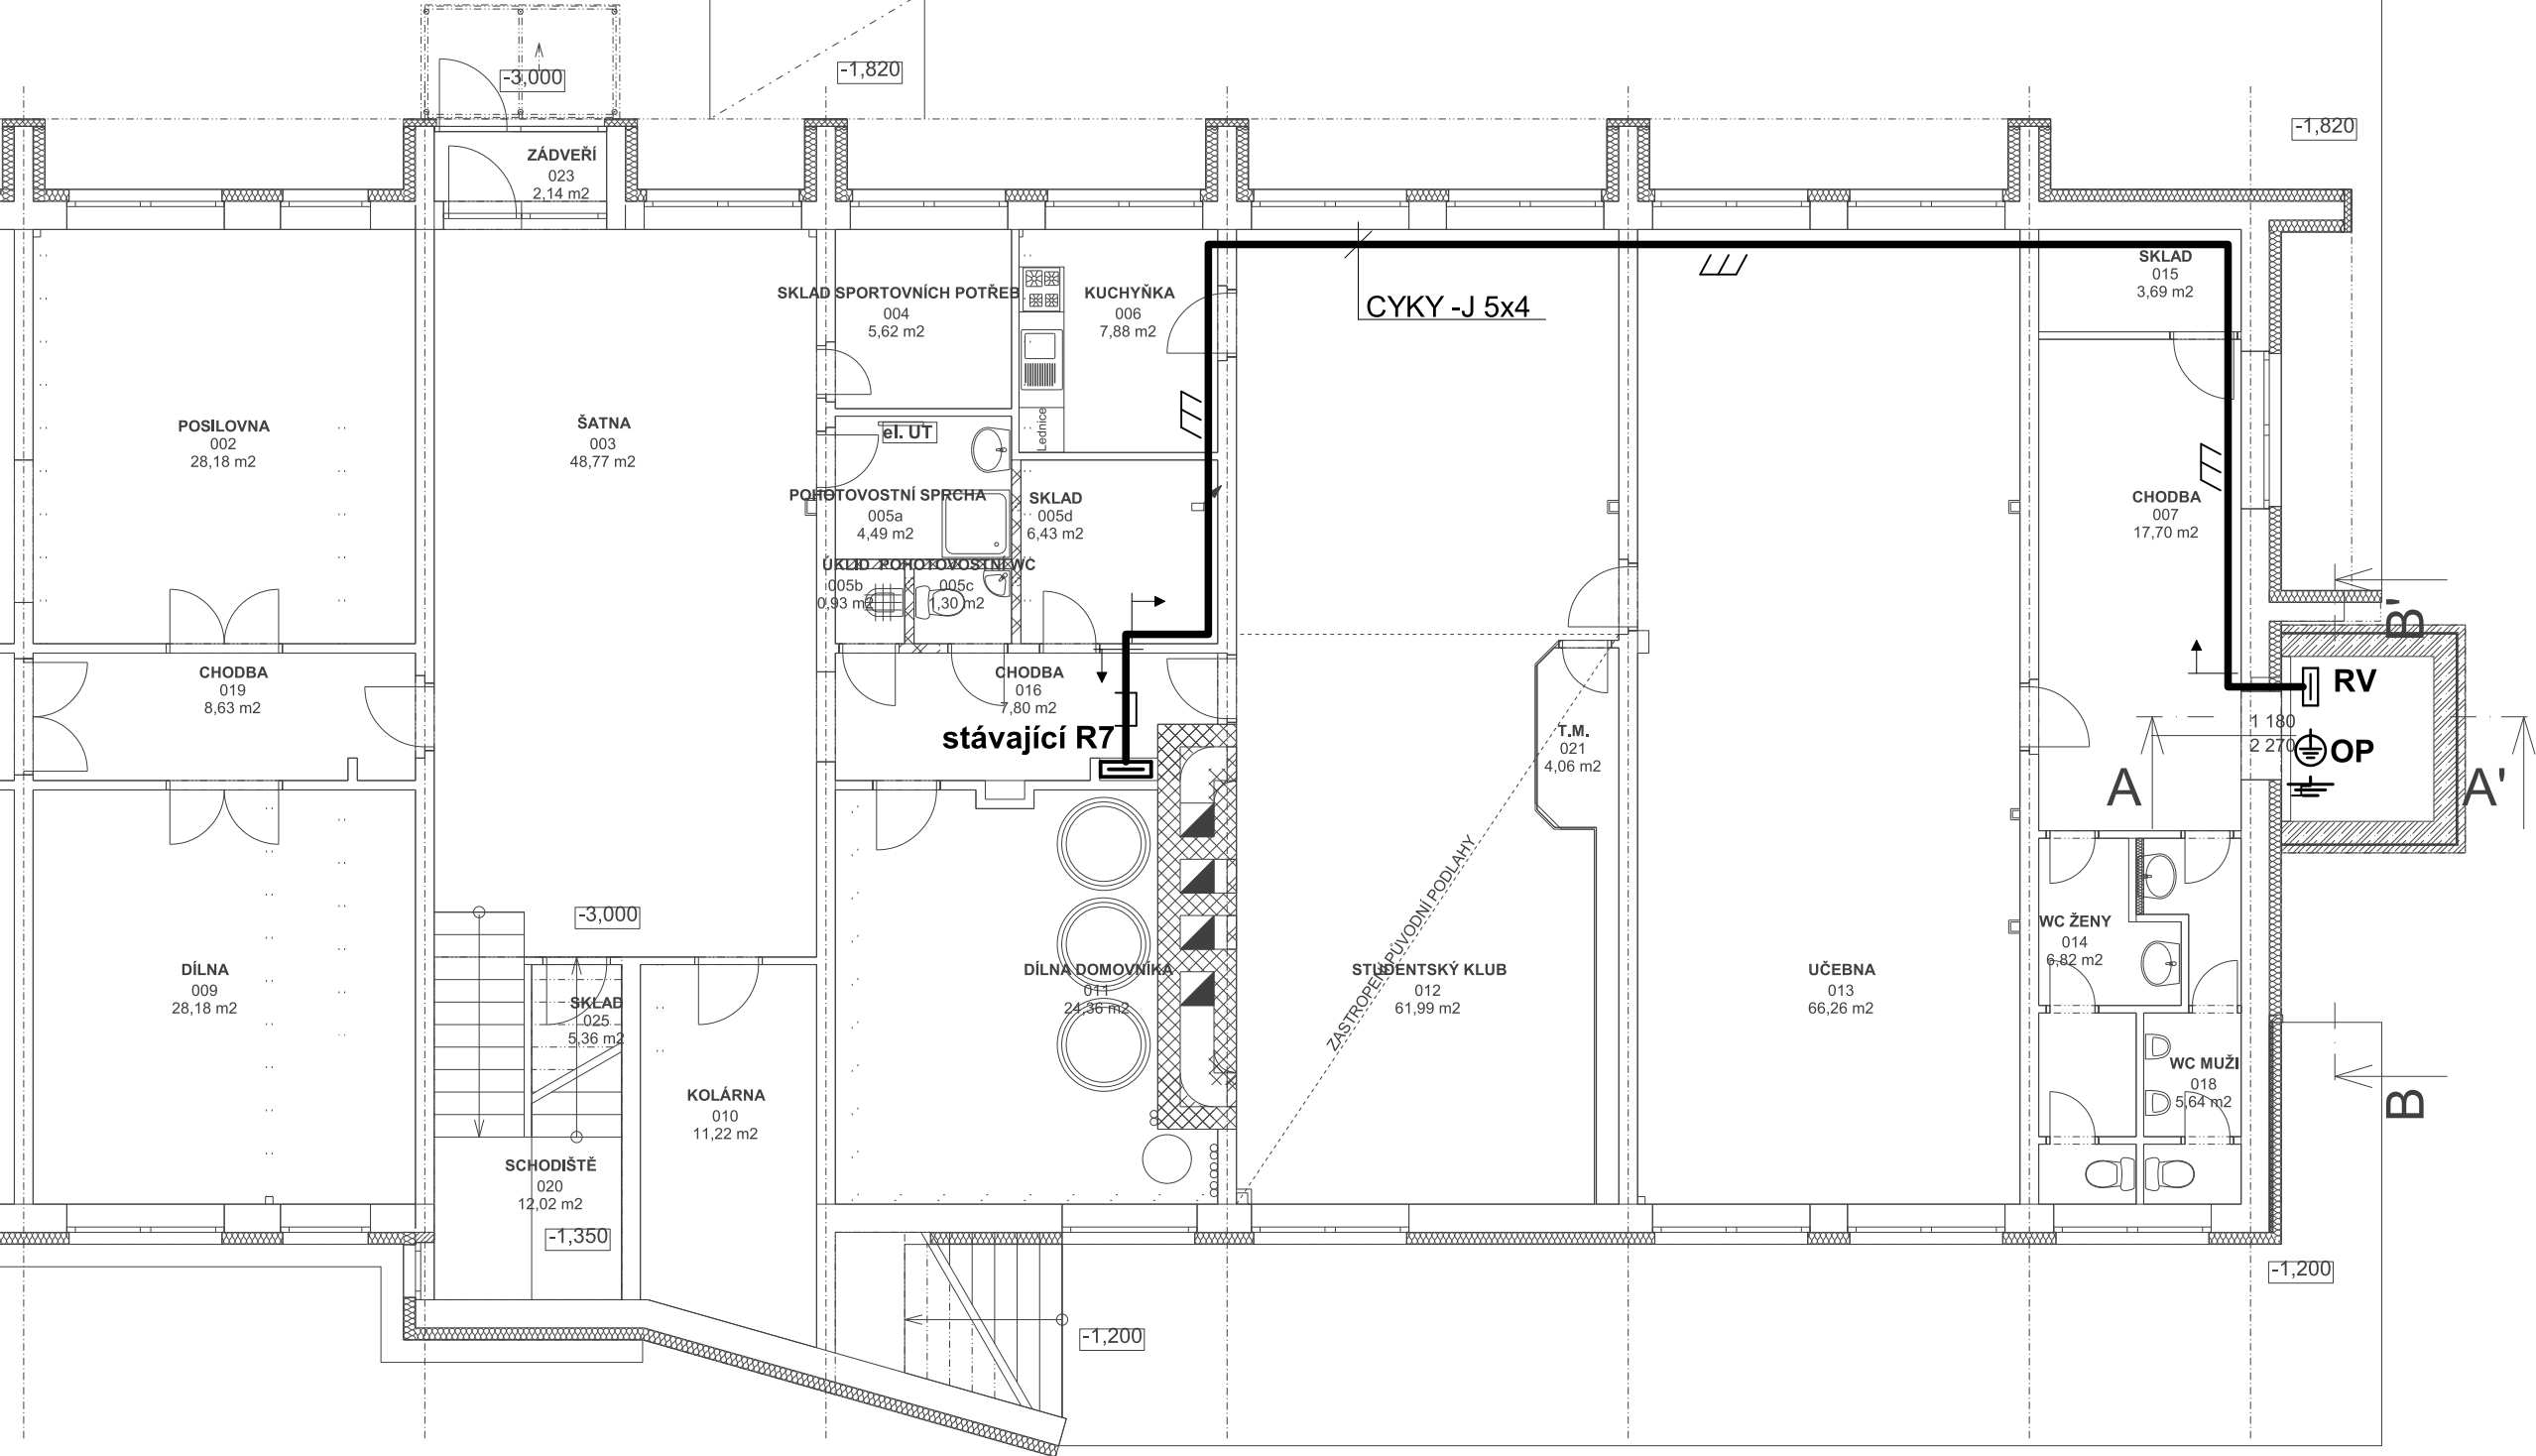 -3,000
-1,820
-1,820
ZÁDVEŘÍ
023
2,14 m2
SKLAD
015
3,69 m2
SKLAD SPORTOVNÍCH POTŘEB
004
5,62 m2
KUCHYŇKA
006
7,88 m2
CYKY -J 5x4
POSILOVNA
002
28,18 m2
ŠATNA
003
48,77 m2
el. UT
Lednice
POHOTOVOSTNÍ SPRCHA
005a
4,49 m2
SKLAD
005d
6,43 m2
CHODBA
007
17,70 m2
ÚKLID
005b
0,93 m2
POHOTOVOSTNÍ WC
005c
1,30 m2
B'
CHODBA
019
8,63 m2
CHODBA
016
7,80 m2
stávající R7
RV
T.M.
021
4,06 m2
1 180
2 270
OP
A
A'
ZASTROPENÍ PŮVODNÍ PODLAHY
-3,000
WC ŽENY
014
6,82 m2
DÍLNA
009
28,18 m2
SKLAD
025
5,36 m2
DÍLNA DOMOVNÍKA
011
24,36 m2
STUDENTSKÝ KLUB
012
61,99 m2
UČEBNA
013
66,26 m2
KOLÁRNA
010
11,22 m2
WC MUŽI
018
5,64 m2
B
SCHODIŠTĚ
020
12,02 m2
-1,350
-1,200
-1,200